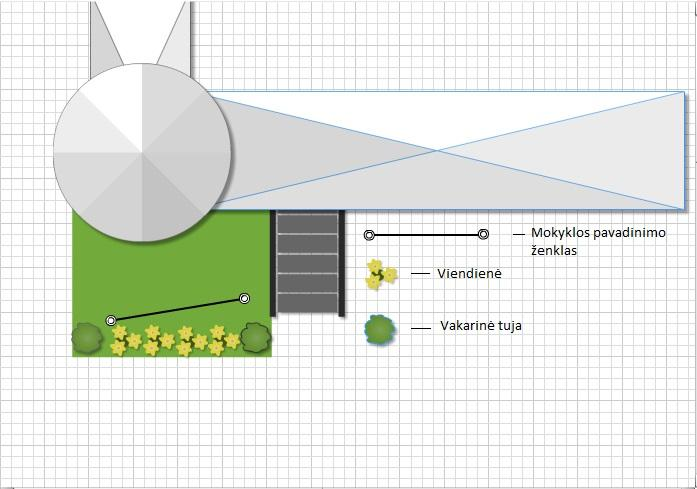 Mokyklos pavadinimo
ženklas
Viendienė
Vakarinė tuja